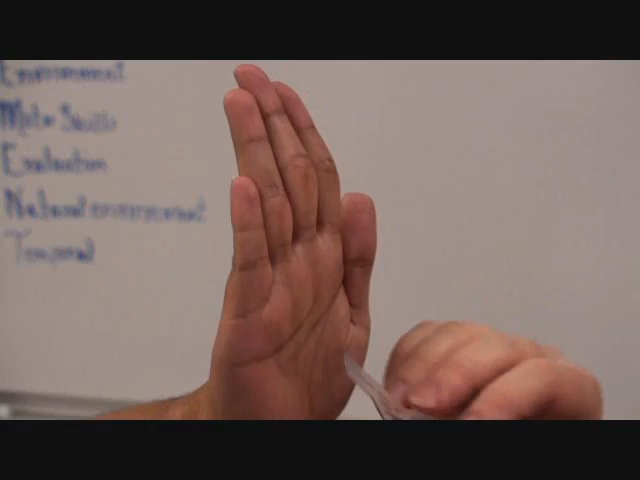 Environment
Motor Skills
Evaluation
Natural environment
Temporal